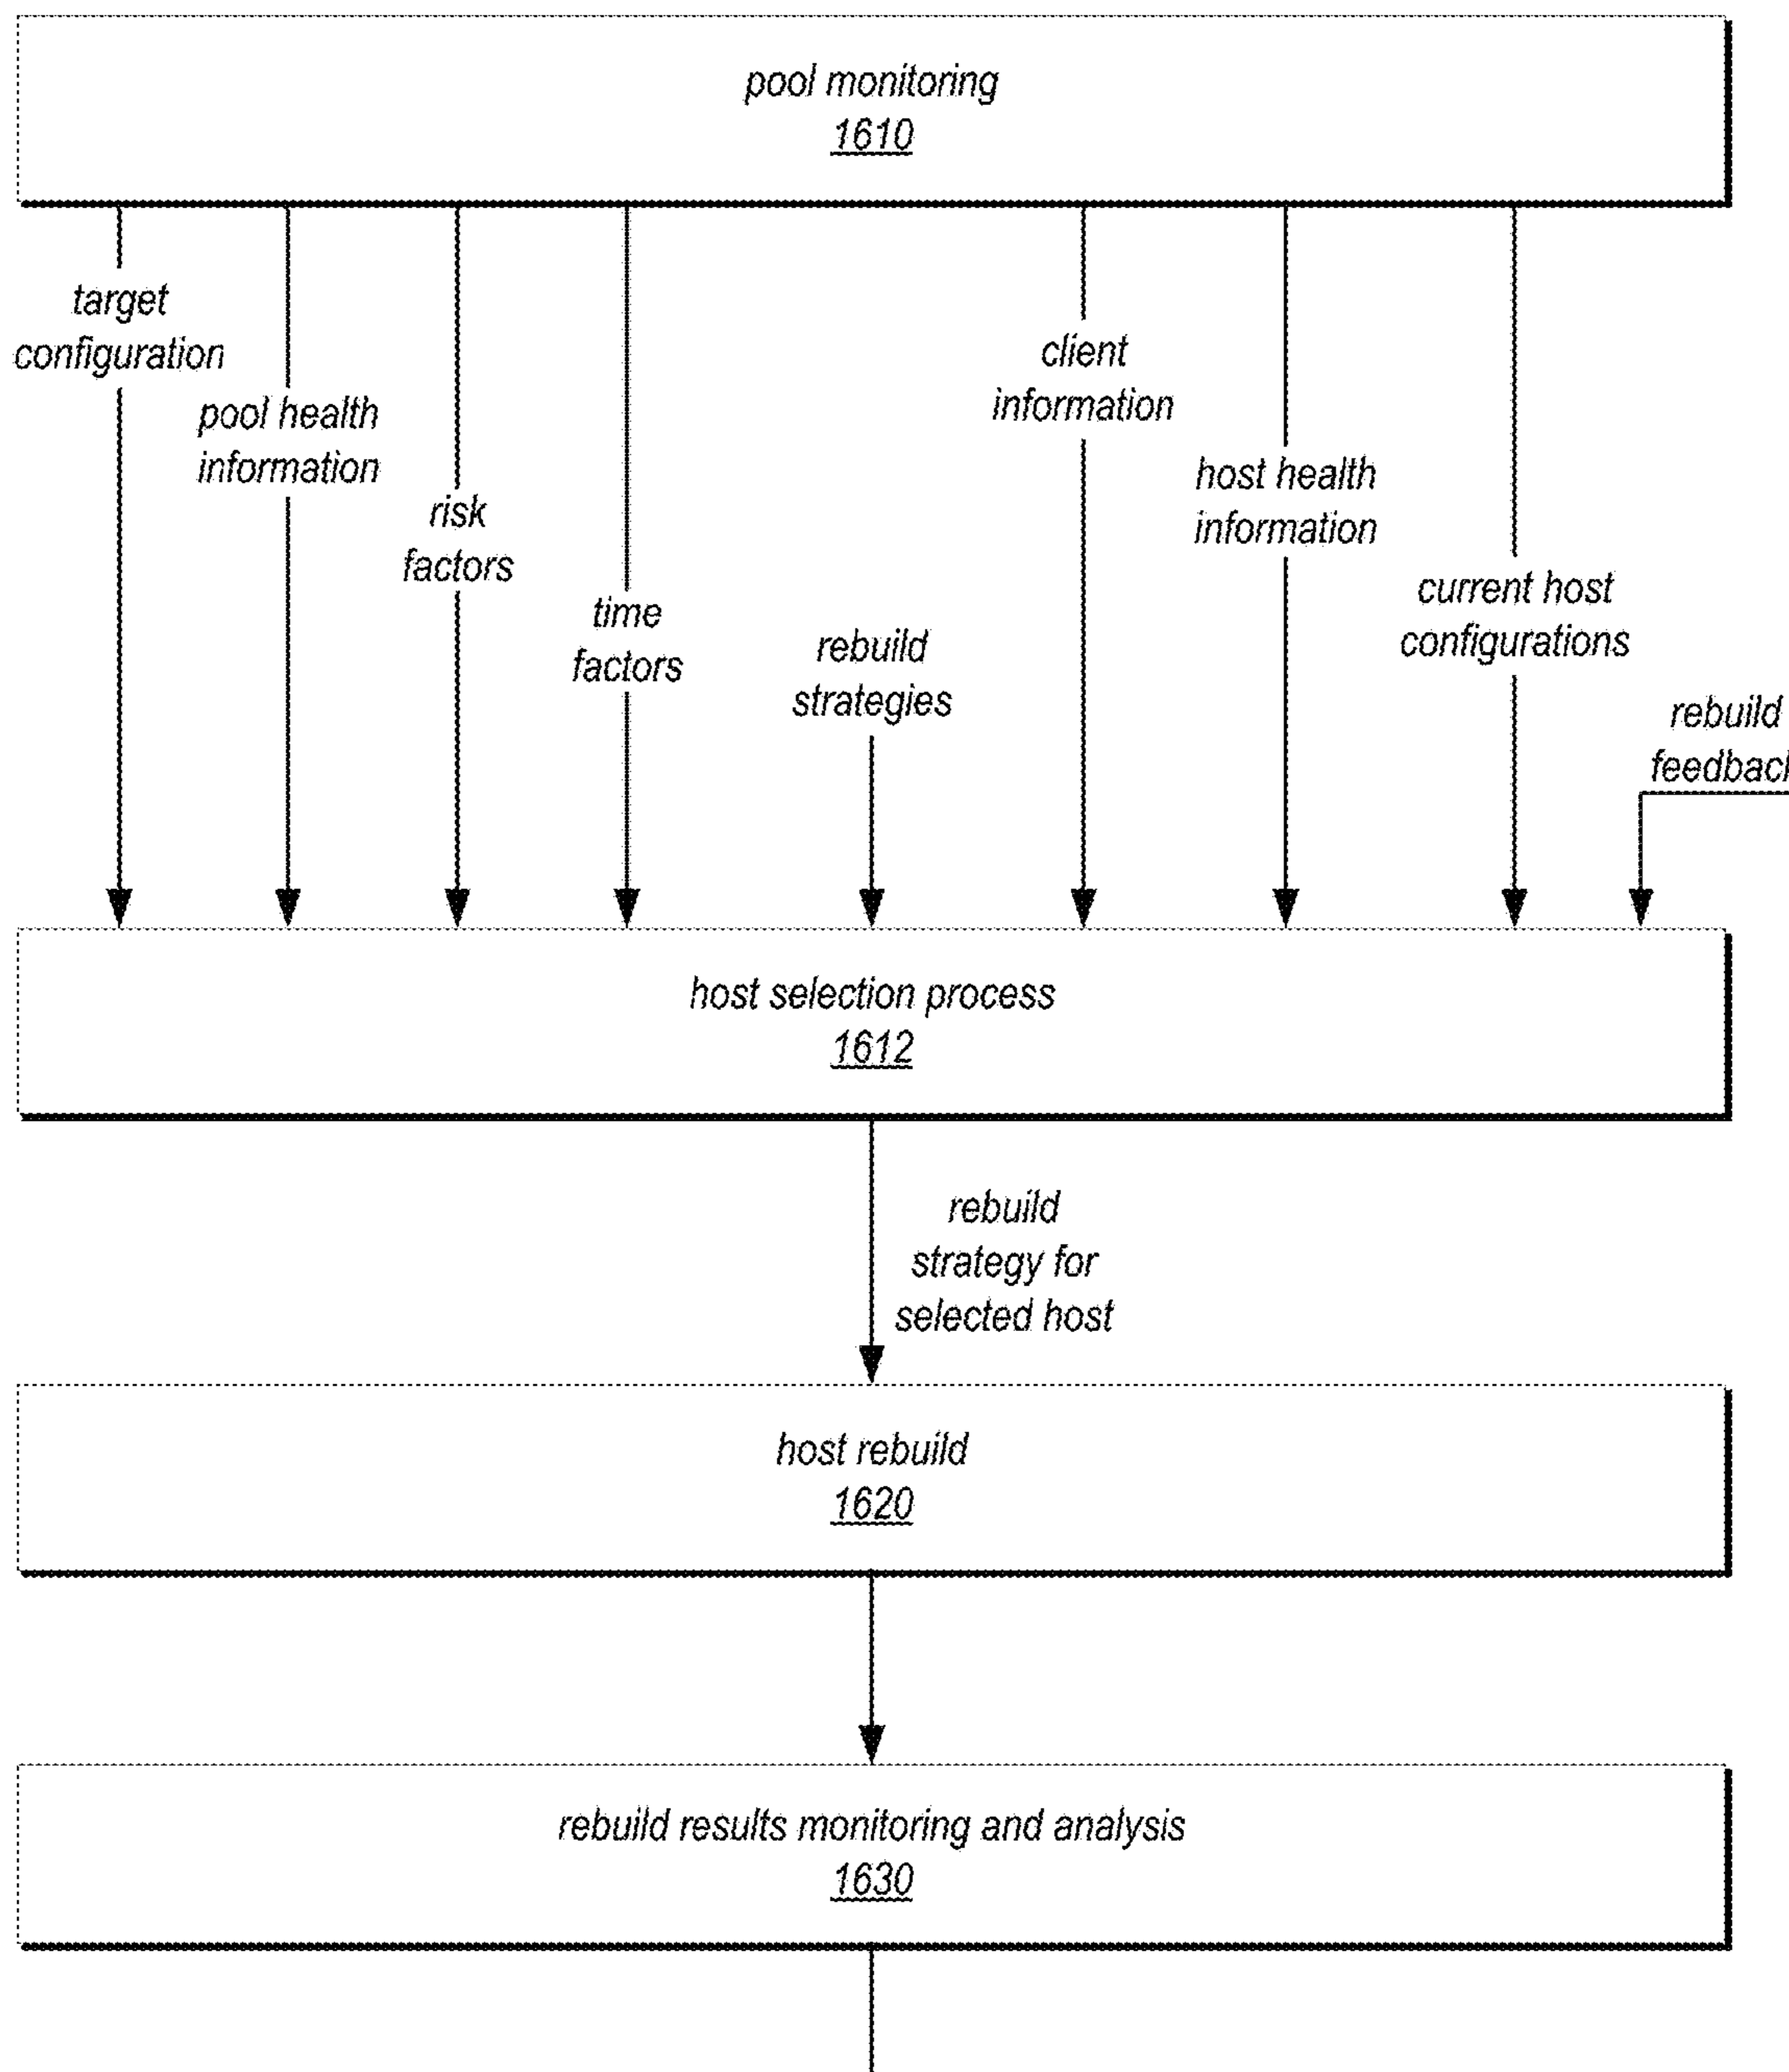 pool monitoring
1610
target
configuration
pool health
information
risk
factors
time
factors
rebuild
strategies
client
information
host health
information
current host
configurations
rebuild
feedback
host selection process
1612
rebuild
strategy for
selected host
host rebuild
1620
rebuild results monitoring and analysis
1630